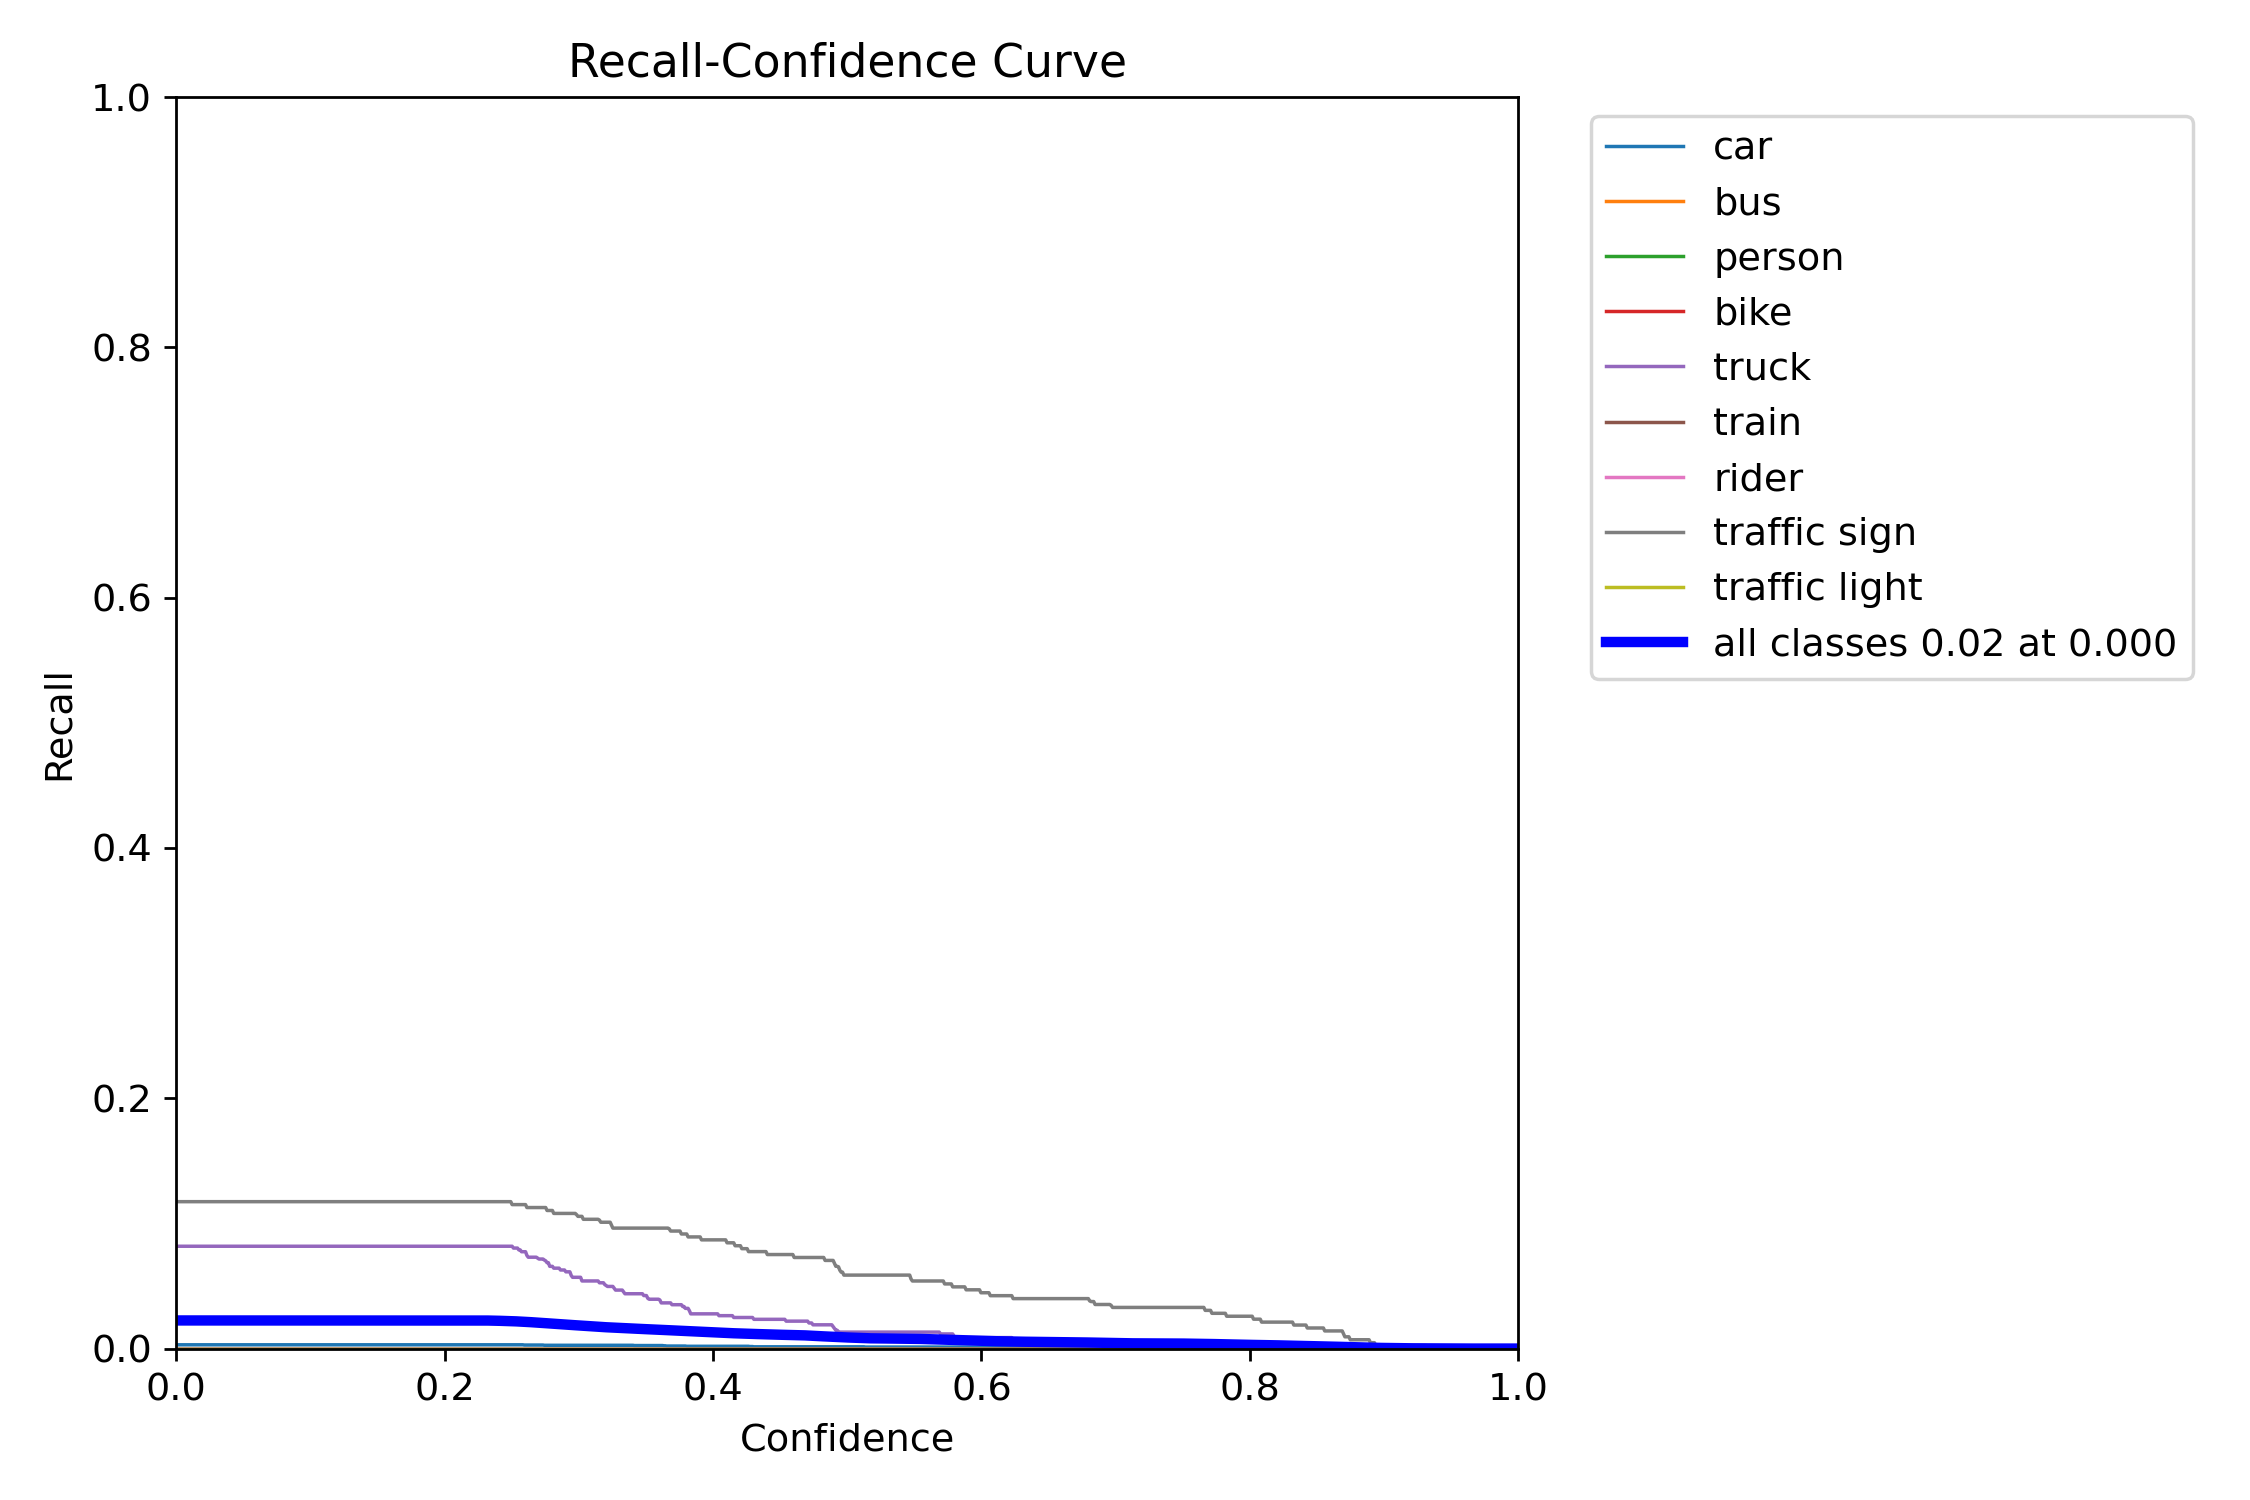 Recall-Confidence Curve
1.0
0.8
0.6
0.4
0.2
0.0
Recall
0.0 0.2 0.4 0.6 0.8 1.0
Confidence
car
bus
person
bike
truck
train
rider
traffic sign
traffic light
all classes 0.02 at 0.000